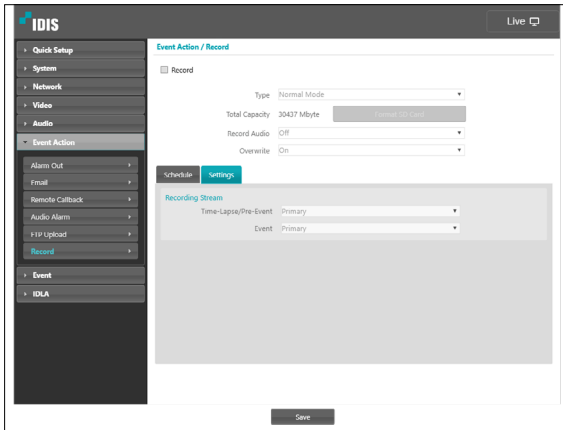 IDIS
Live
Quick Setup
System
Network
Video
Audio
Event Action
Alarm Out
Email
Remote Callback
Audio Alarm
FTP Upload
Record
Event
IDLA
Event Action / Record
Record
Type Normal Mode
Total Capacity 30437 Mbyte Format SD Card
Record Audio Off
Overwrite On
Schedule Settings
Recording Stream
Time-Lapse/Pre-Event Primary
Event Primary
Save